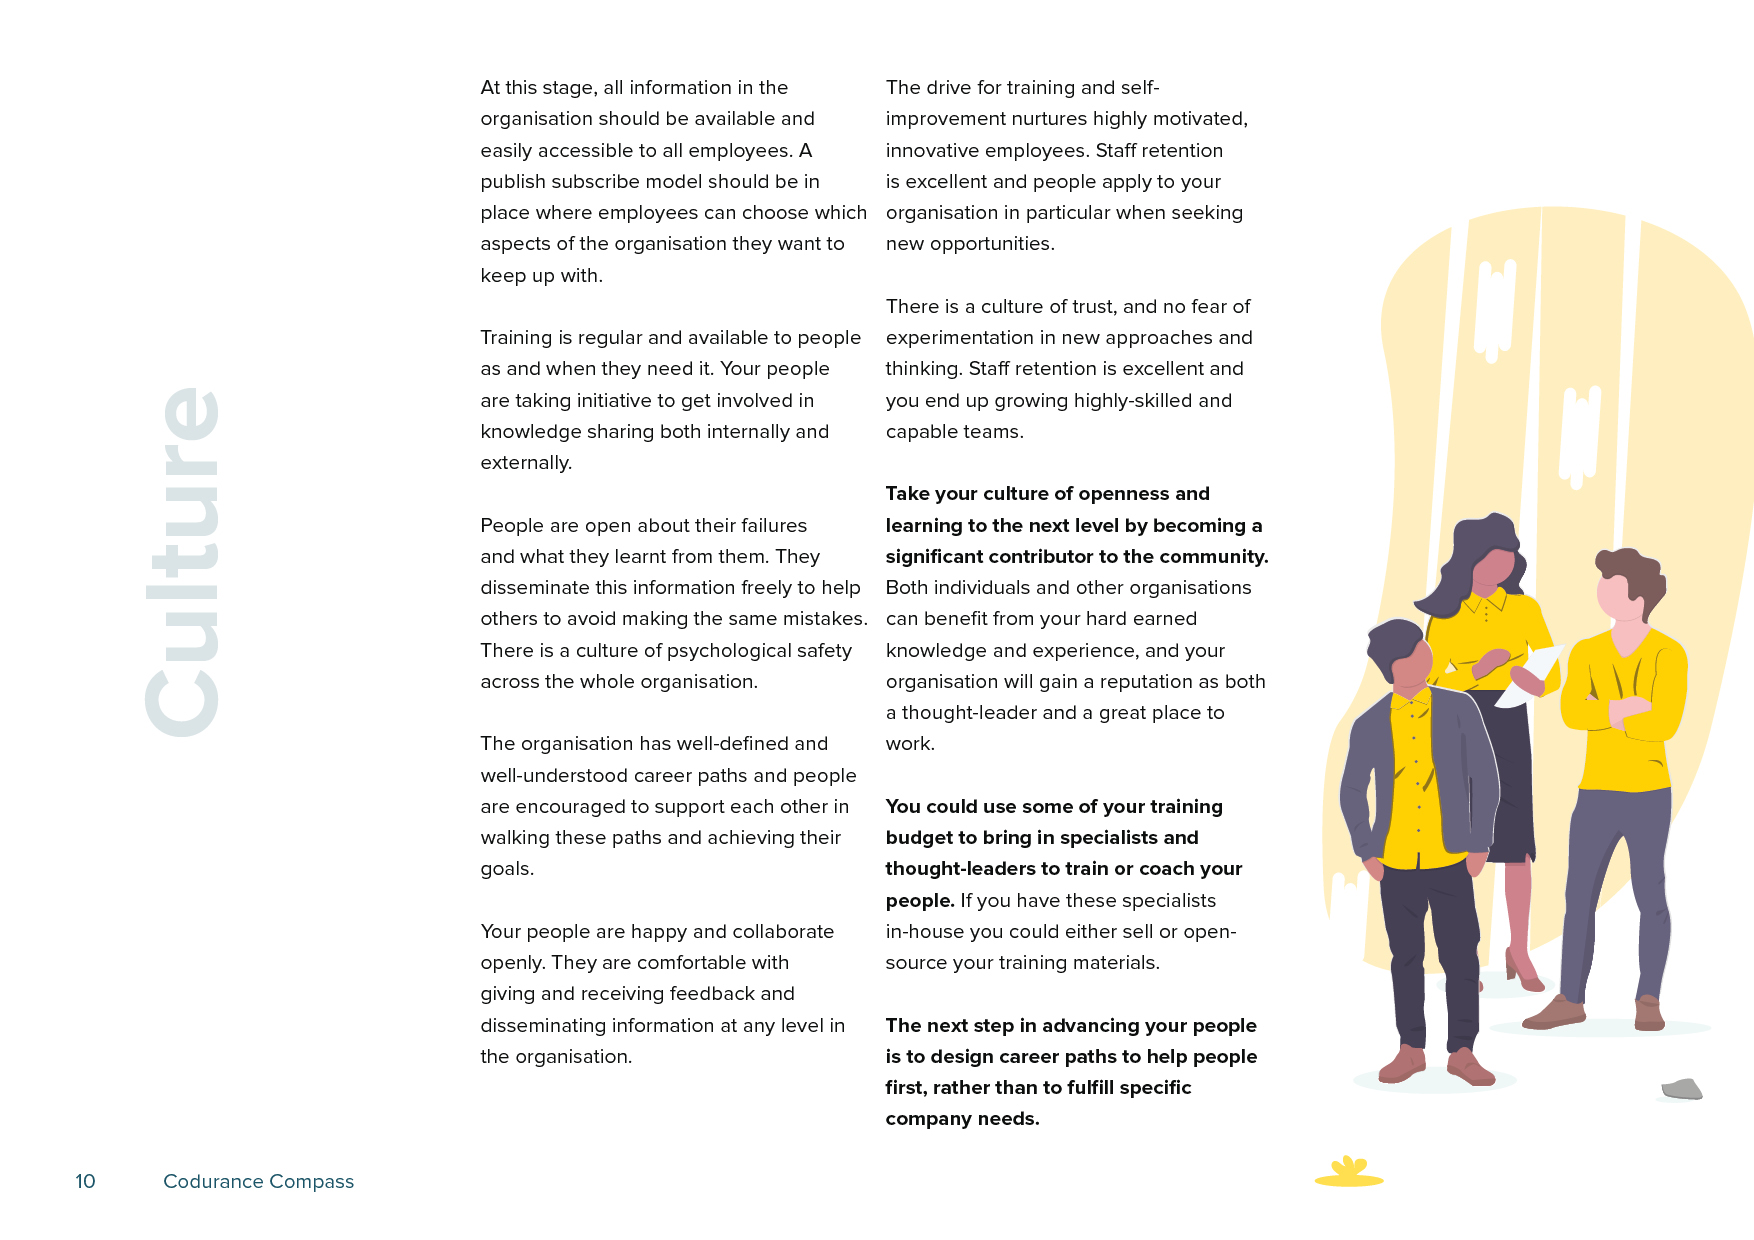 Culture
At this stage, all information in the
organisation should be available and
easily accessible to all employees. A
publish subscribe model should be in
place where employees can choose which
aspects of the organisation they want to
keep up with.
Training is regular and available to people
as and when they need it. Your people
are taking initiative to get involved in
knowledge sharing both internally and
externally.
People are open about their failures
and what they learnt from them. They
disseminate this information freely to help
others to avoid making the same mistakes.
There is a culture of psychological safety
across the whole organisation.
The organisation has well-defined and
well-understood career paths and people
are encouraged to support each other in
walking these paths and achieving their
goals.
Your people are happy and collaborate
openly. They are comfortable with
giving and receiving feedback and
disseminating information at any level in
the organisation.
The drive for training and self-
improvement nurtures highly motivated,
innovative employees. Staff retention
is excellent and people apply to your
organisation in particular when seeking
new opportunities.
There is a culture of trust, and no fear of
experimentation in new approaches and
thinking. Staff retention is excellent and
you end up growing highly-skilled and
capable teams.
Take your culture of openness and
learning to the next level by becoming a
significant contributor to the community.
Both individuals and other organisations
can benefit from your hard earned
knowledge and experience, and your
organisation will gain a reputation as both
a thought-leader and a great place to
work.
You could use some of your training
budget to bring in specialists and
thought-leaders to train or coach your
people. If you have these specialists
in-house you could either sell or open-
source your training materials.
The next step in advancing your people
is to design career paths to help people
first, rather than to fulfill specific
company needs.
10 Codurance Compass